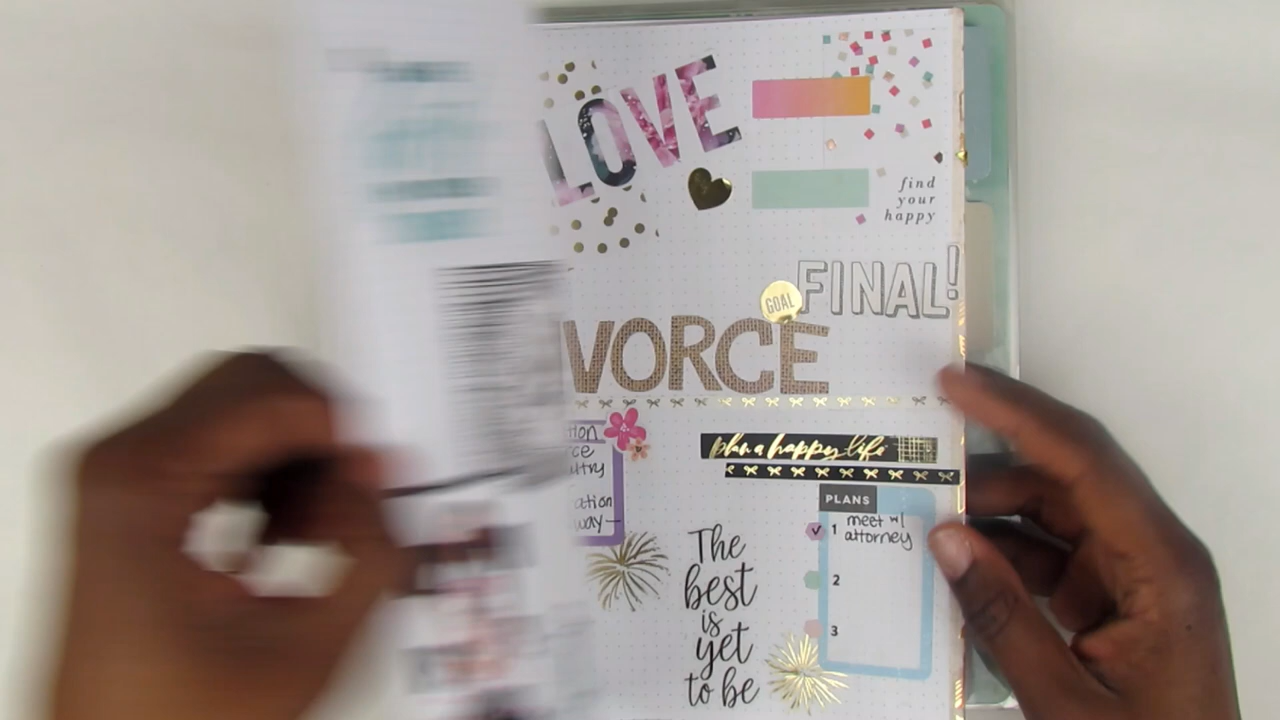 LOVE
find
your
happy
FINAL!
GOAL
VORCE
plan a happy life
PLANS
1 meet w/
attorney
2
3
The
best
is
yet
to be